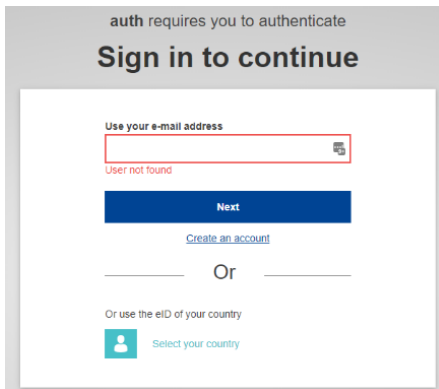 auth requires you to authenticate
Sign in to continue
Use your e-mail address
User not found
Next
Create an account
Or
Or use the eID of your country
Select your country